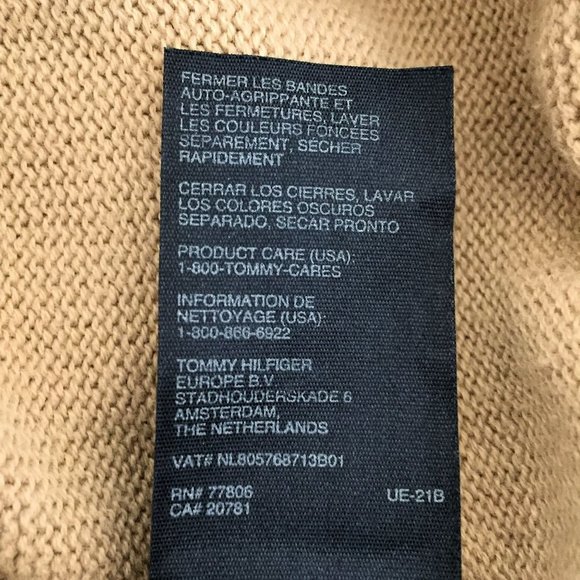 FERMER LES BANDES
AUTO-AGRIPPANTE ET
LES FERMETURES, LAVER
LES COULEURS FONCÉES
SÉPAREMENT, SÉCHER
RAPIDEMENT
CERRAR LOS CIERRES, LAVAR
LOS COLORES OSCUROS
SEPARADO, SECAR PRONTO
PRODUCT CARE (USA):
1-800-TOMMY-CARES
INFORMATION DE
NETTOYAGE (USA):
1-800-866-6922
TOMMY HILFIGER
EUROPE B.V
STADHOUDERSKADE 6
AMSTERDAM,
THE NETHERLANDS
VAT# NL805768713B01
RN# 77806 UE-21B
CA# 20781